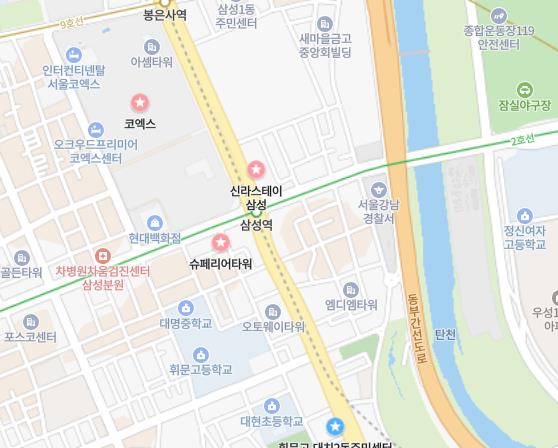 9호선
봉은사역
삼성1동
주민센터
새마을금고
중앙회빌딩
종합운동장119
안전센터
인터컨티넨탈
서울코엑스
아셈타워
코엑스
잠실야구장
오크우드프리미어
코엑스센터
2호선
신라스테이
삼성
서울강남
경찰서
삼성역
현대백화점
정신여자
고등학교
골든타워
차병원차움검진센터
삼성분원
슈페리어타워
엠디엠타워
동부간선도로
포스코센터
대명중학교
오토웨이타워
탄천
우성1
아파
휘문고등학교
대현초등학교